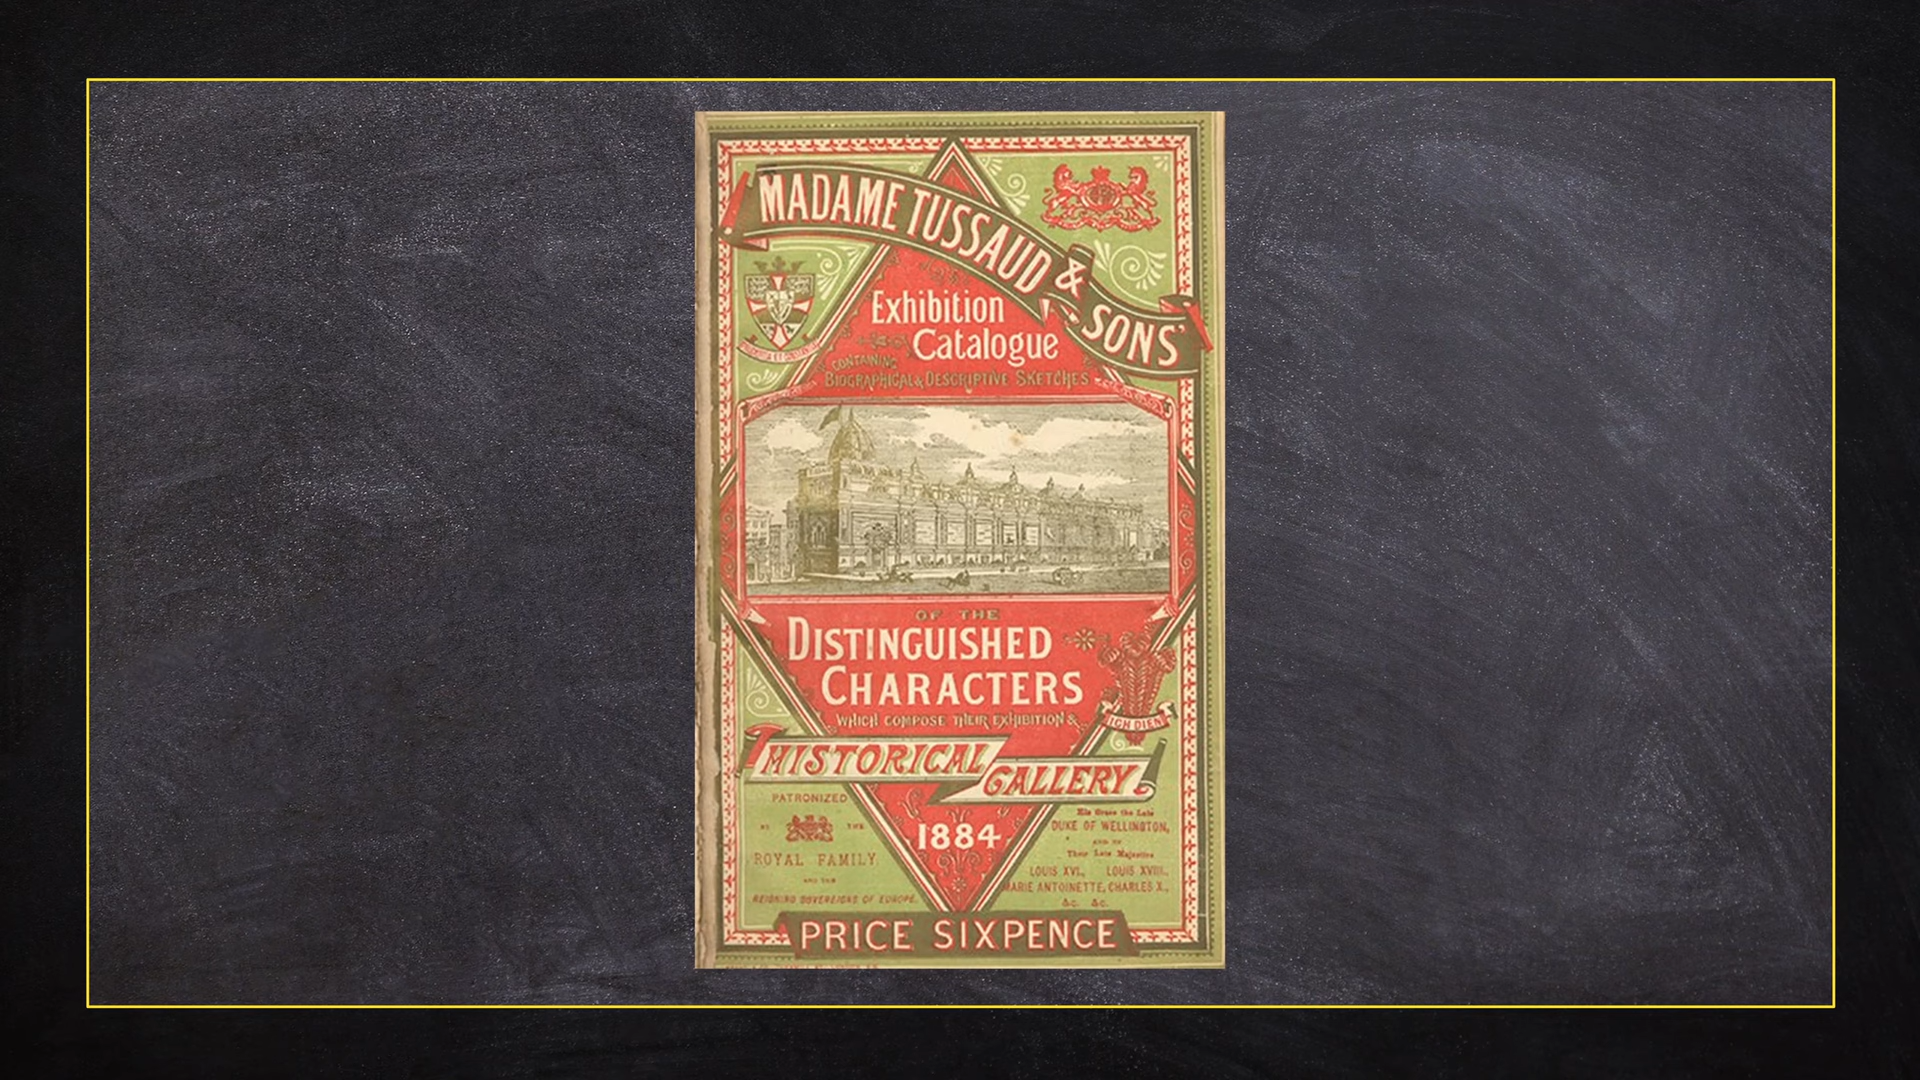 MADAME TUSSAUD & SONS'
Exhibition
Catalogue
CONTAINING
BIOGRAPHICAL & DESCRIPTIVE SKETCHES
OF THE
DISTINGUISHED
CHARACTERS
WHICH COMPOSE THEIR EXHIBITION &
ICH DIEN
HISTORICAL
GALLERY
PATRONIZED
BY THE
ROYAL FAMILY
AND THE
REIGNING SOVEREIGNS OF EUROPE.
1884
His Grace the Late
DUKE OF WELLINGTON,
AND BY
Their Late Majesties
LOUIS XVI., LOUIS XVIII.,
MARIE ANTOINETTE, CHARLES X.,
&c. &c.
PRICE SIXPENCE